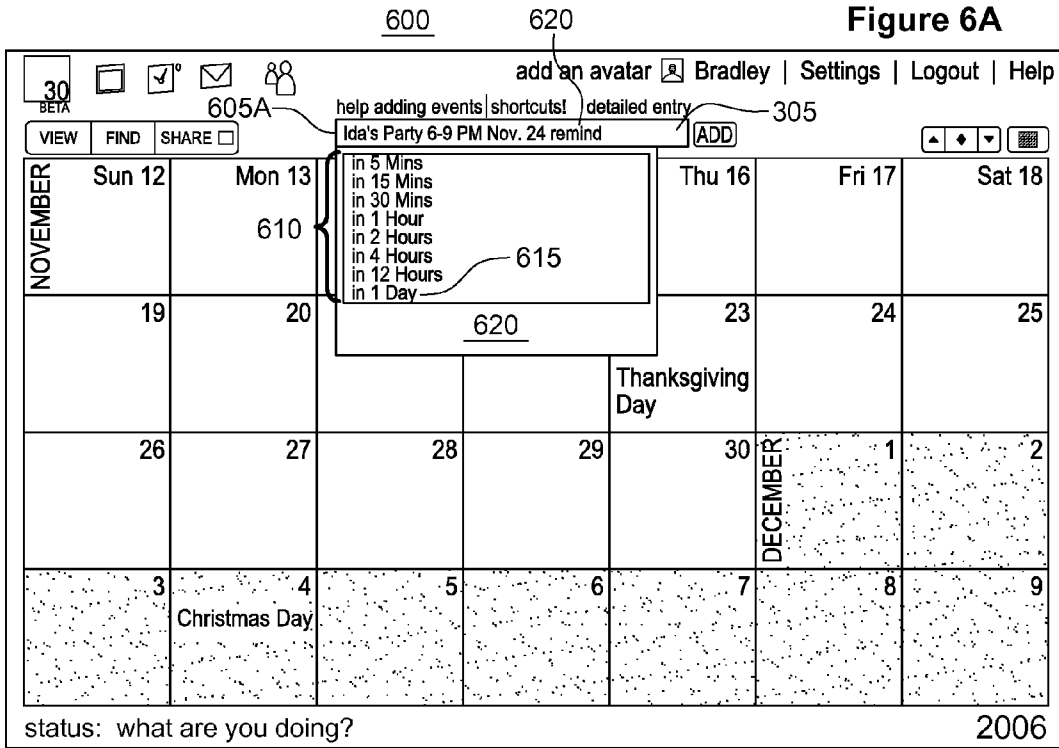 600
620
Figure 6A
30
BETA
add an avatar Bradley | Settings | Logout | Help
605A
help adding events | shortcuts! detailed entry
305
VIEW FIND SHARE
Ida's Party 6-9 PM Nov. 24 remind
ADD
in 5 Mins
in 15 Mins
in 30 Mins
in 1 Hour
in 2 Hours
in 4 Hours
in 12 Hours
in 1 Day
610
615
620
NOVEMBER
Sun 12 Mon 13 Thu 16 Fri 17 Sat 18
19 20 23 24 25
Thanksgiving
Day
26 27 28 29 30 1 2
DECEMBER
3 4 5 6 7 8 9
Christmas Day
status: what are you doing?
2006